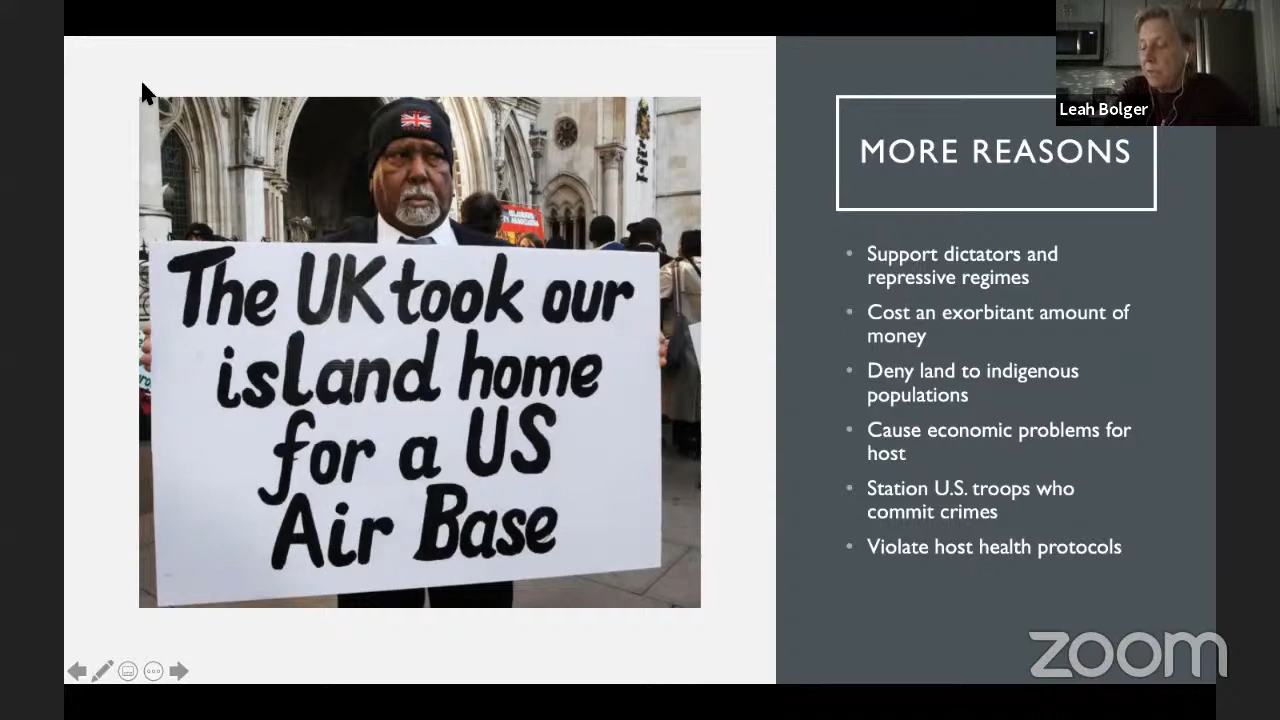 Leah Bolger
MORE REASONS
The UK took our
island home
for a US
Air Base
Support dictators and
repressive regimes
Cost an exorbitant amount of
money
Deny land to indigenous
populations
Cause economic problems for
host
Station U.S. troops who
commit crimes
Violate host health protocols
zoom